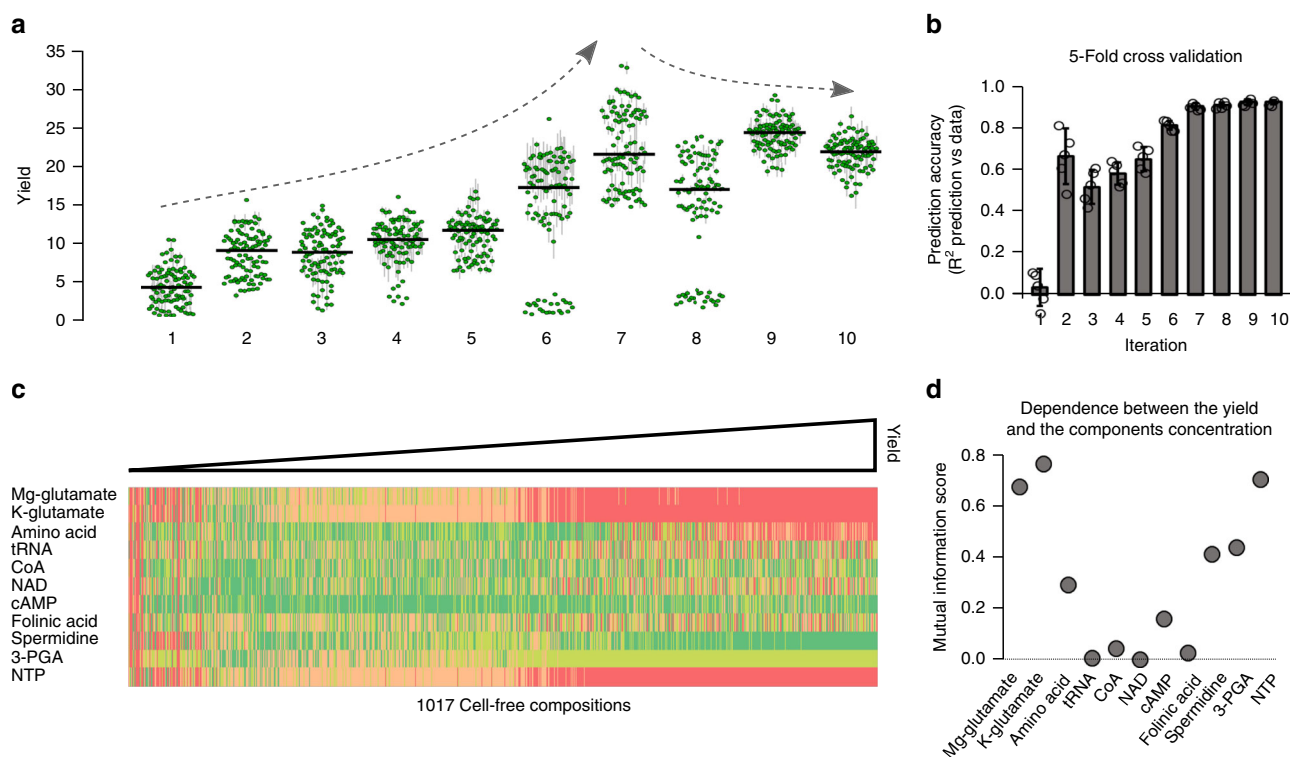 a
Yield
35
30
25
20
15
10
5
0
1 2 3 4 5 6 7 8 9 10
b
5-Fold cross validation
Prediction accuracy
(R² prediction vs data)
1.0
0.8
0.6
0.4
0.2
0.0
1 2 3 4 5 6 7 8 9 10
Iteration
c
Yield
Mg-glutamate
K-glutamate
Amino acid
tRNA
CoA
NAD
cAMP
Folinic acid
Spermidine
3-PGA
NTP
1017 Cell-free compositions
d
Dependence between the yield
and the components concentration
Mutual information score
0.8
0.6
0.4
0.2
0.0
Mg-glutamate
K-glutamate
Amino acid
tRNA
CoA
NAD
cAMP
Folinic acid
Spermidine
3-PGA
NTP